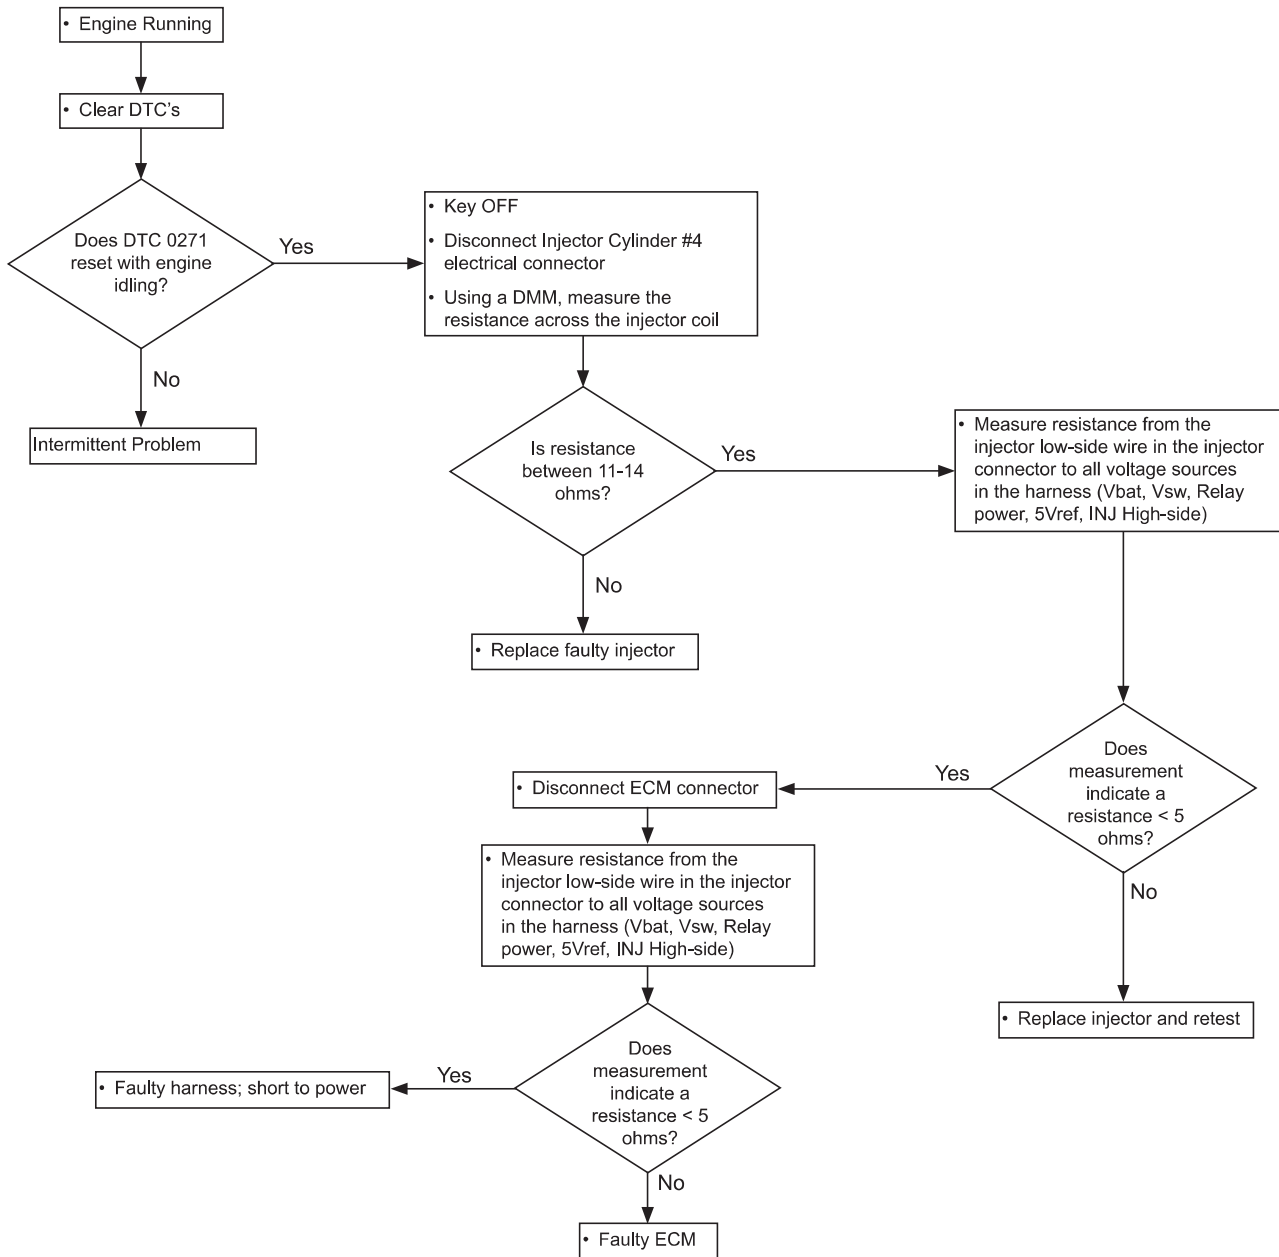 • Engine Running
• Clear DTC's
Does DTC 0271
reset with engine
idling?
Yes
No
Intermittent Problem
• Key OFF
• Disconnect Injector Cylinder #4
electrical connector
• Using a DMM, measure the
resistance across the injector coil
Is resistance
between 11-14
ohms?
Yes
No
• Replace faulty injector
• Measure resistance from the
injector low-side wire in the injector
connector to all voltage sources
in the harness (Vbat, Vsw, Relay
power, 5Vref, INJ High-side)
Does
measurement
indicate a
resistance < 5
ohms?
Yes
No
• Replace injector and retest
• Disconnect ECM connector
• Measure resistance from the
injector low-side wire in the injector
connector to all voltage sources
in the harness (Vbat, Vsw, Relay
power, 5Vref, INJ High-side)
Does
measurement
indicate a
resistance < 5
ohms?
Yes
• Faulty harness; short to power
No
• Faulty ECM